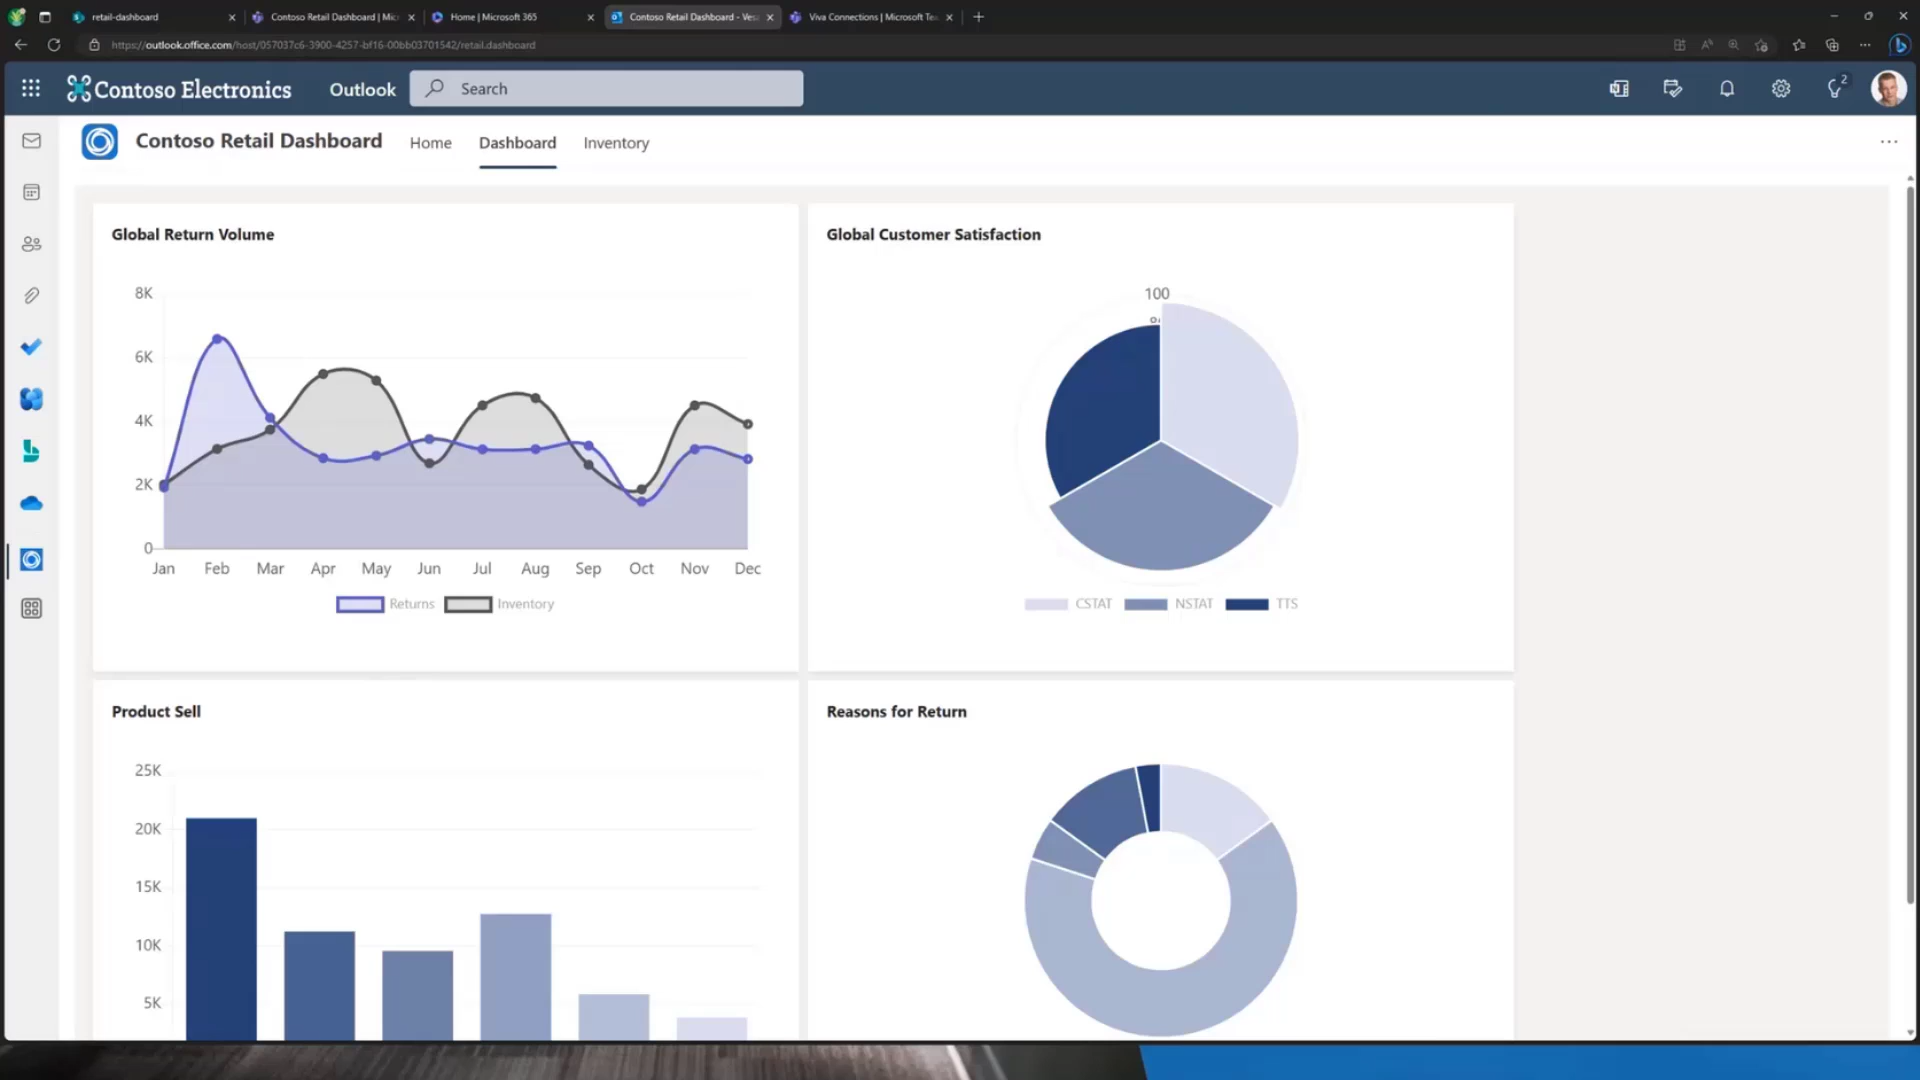 retail-dashboard
Contoso Retail Dashboard | Mic
Home | Microsoft 365
Contoso Retail Dashboard - Ves
Viva Connections | Microsoft Te
https://outlook.office.com/host/057037c6-3900-4257-bf16-00bb03701542/retail.dashboard
Contoso Electronics
Outlook
Search
2
Contoso Retail Dashboard
Home
Dashboard
Inventory
Global Return Volume
8K
6K
4K
2K
0
Jan Feb Mar Apr May Jun Jul Aug Sep Oct Nov Dec
Returns Inventory
Global Customer Satisfaction
100
CSTAT NSTAT TTS
Product Sell
25K
20K
15K
10K
5K
Reasons for Return